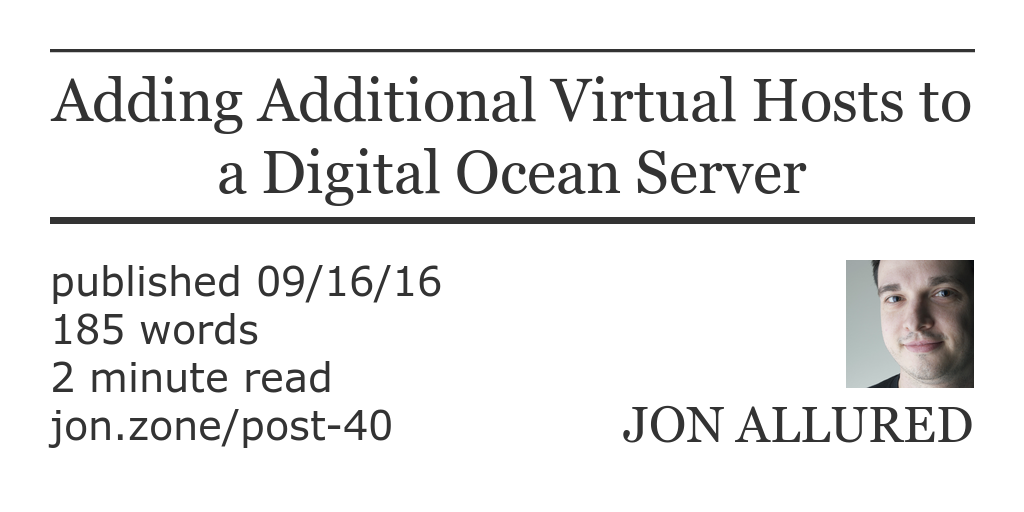 Adding Additional Virtual Hosts to
a Digital Ocean Server
published 09/16/16
185 words
2 minute read
jon.zone/post-40
JON ALLURED